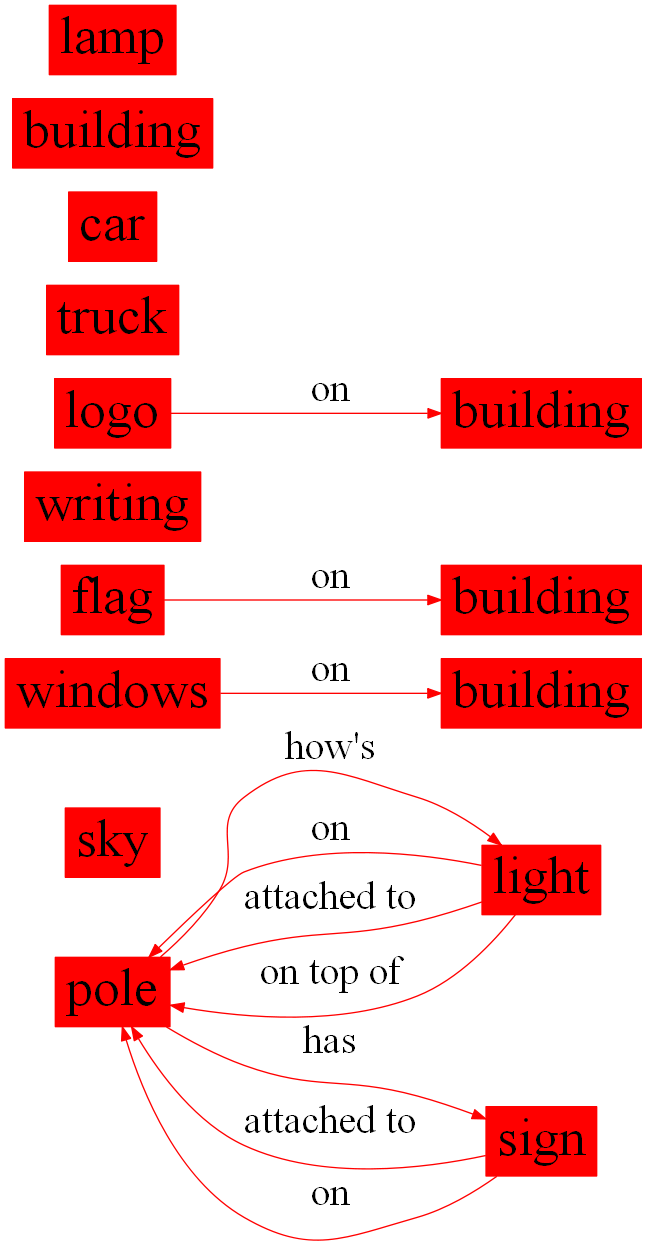 lamp
building
car
truck
logo on building
writing
flag on building
windows on building
how's
sky
on
light
attached to
on top of
pole
has
attached to
sign
on